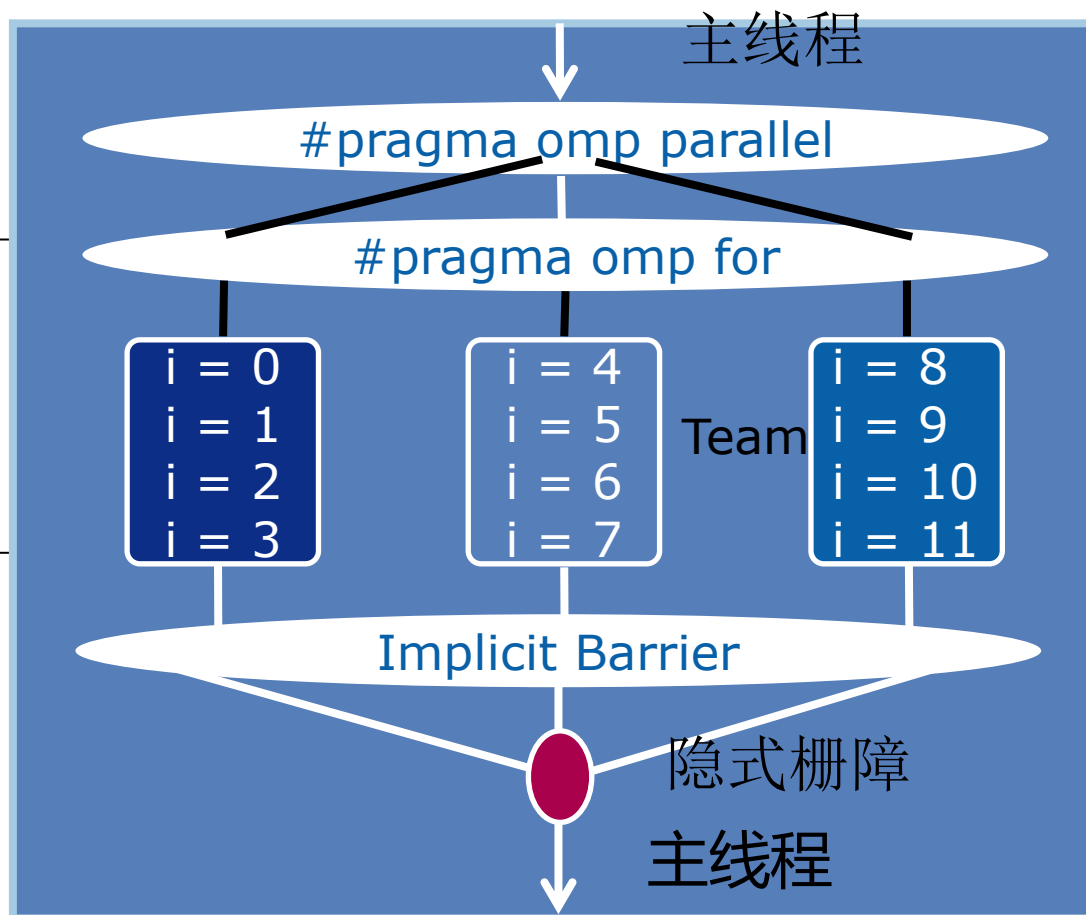 主线程
#pragma omp parallel
#pragma omp for
i = 0
i = 1
i = 2
i = 3
i = 4
i = 5
i = 6
i = 7
Team
i = 8
i = 9
i = 10
i = 11
Implicit Barrier
隐式栅障
主线程